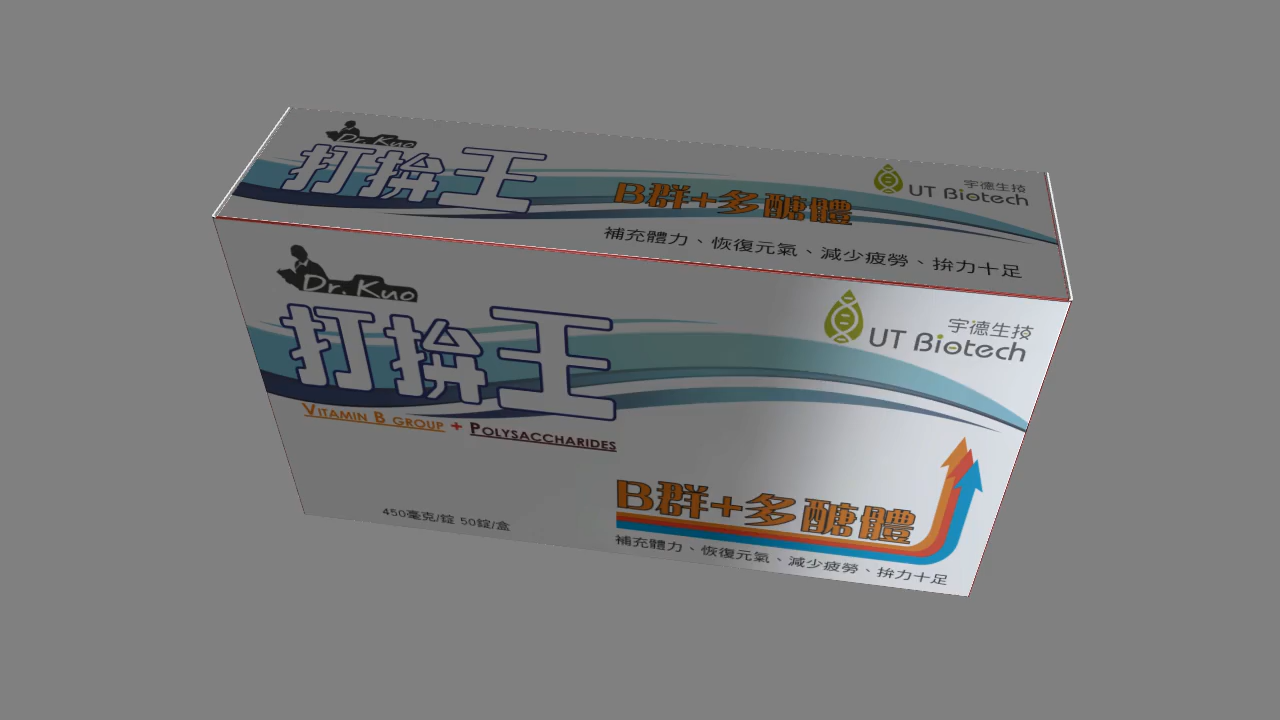 Dr. Kuo
打拚王
B群+多醣體
宇德生技
UT Biotech
補充體力、恢復元氣、減少疲勞、拚力十足
Dr. Kuo
打拚王
宇德生技
UT Biotech
VITAMIN B GROUP + POLYSACCHARIDES
B群+多醣體
450毫克/錠 50錠/盒
補充體力、恢復元氣、減少疲勞、拚力十足